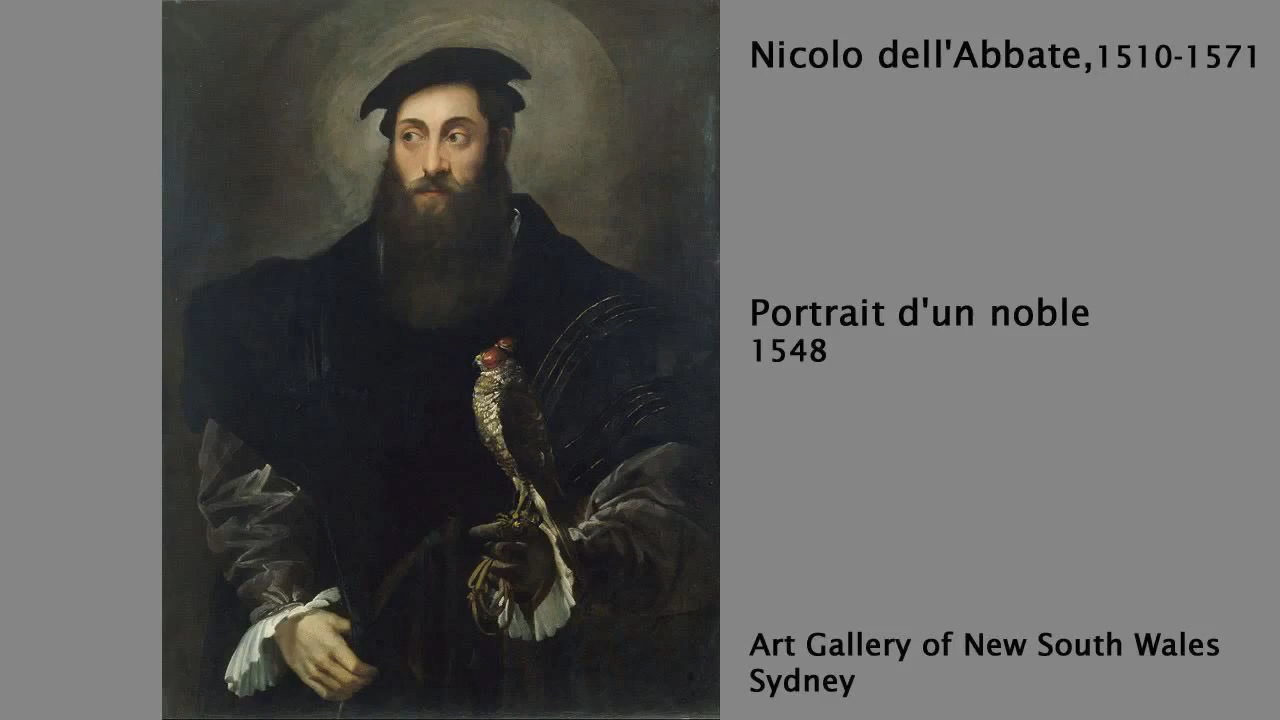 Nicolo dell'Abbate,1510-1571
Portrait d'un noble
1548
Art Gallery of New South Wales
Sydney